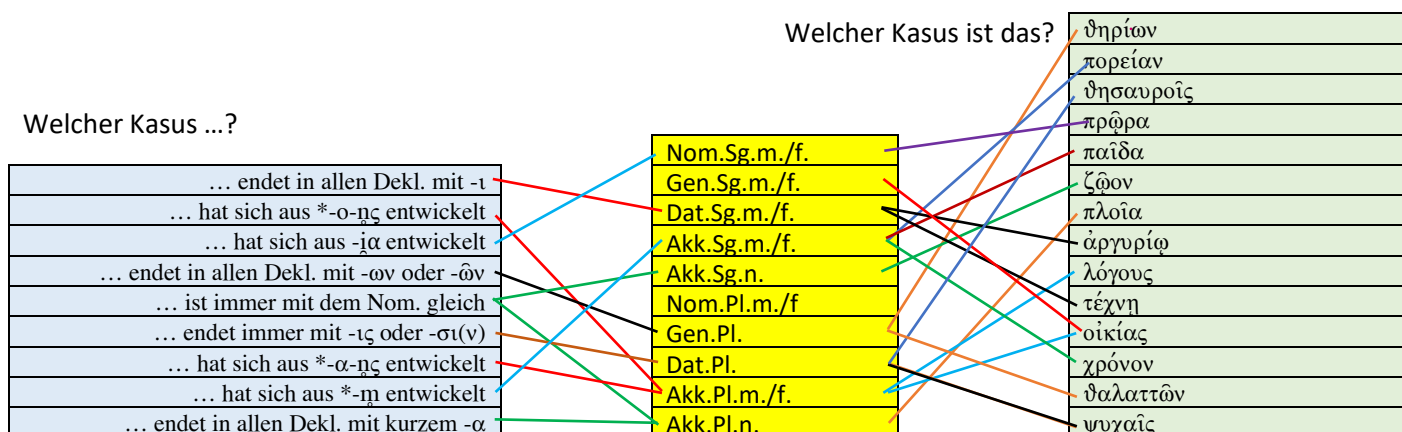 Welcher Kasus ist das?
ϑηρίων
πορείαν
ϑησαυροῖς
πρῷρα
παῖδα
ζῷον
πλοῖα
ἀργυρίῳ
λόγους
τέχνῃ
οἰκίας
χρόνον
ϑαλαττῶν
ψυχαῖς
Welcher Kasus …?
… endet in allen Dekl. mit -ι
… hat sich aus *-ο-n̥ς entwickelt
… hat sich aus -i̯α entwickelt
… endet in allen Dekl. mit -ων oder -ῶν
… ist immer mit dem Nom. gleich
… endet immer mit -ις oder -σι(ν)
… hat sich aus *-α-n̥ς entwickelt
… hat sich aus *-m̥ entwickelt
… endet in allen Dekl. mit kurzem -α
Nom.Sg.m./f.
Gen.Sg.m./f.
Dat.Sg.m./f.
Akk.Sg.m./f.
Akk.Sg.n.
Nom.Pl.m./f
Gen.Pl.
Dat.Pl.
Akk.Pl.m./f.
Akk.Pl.n.